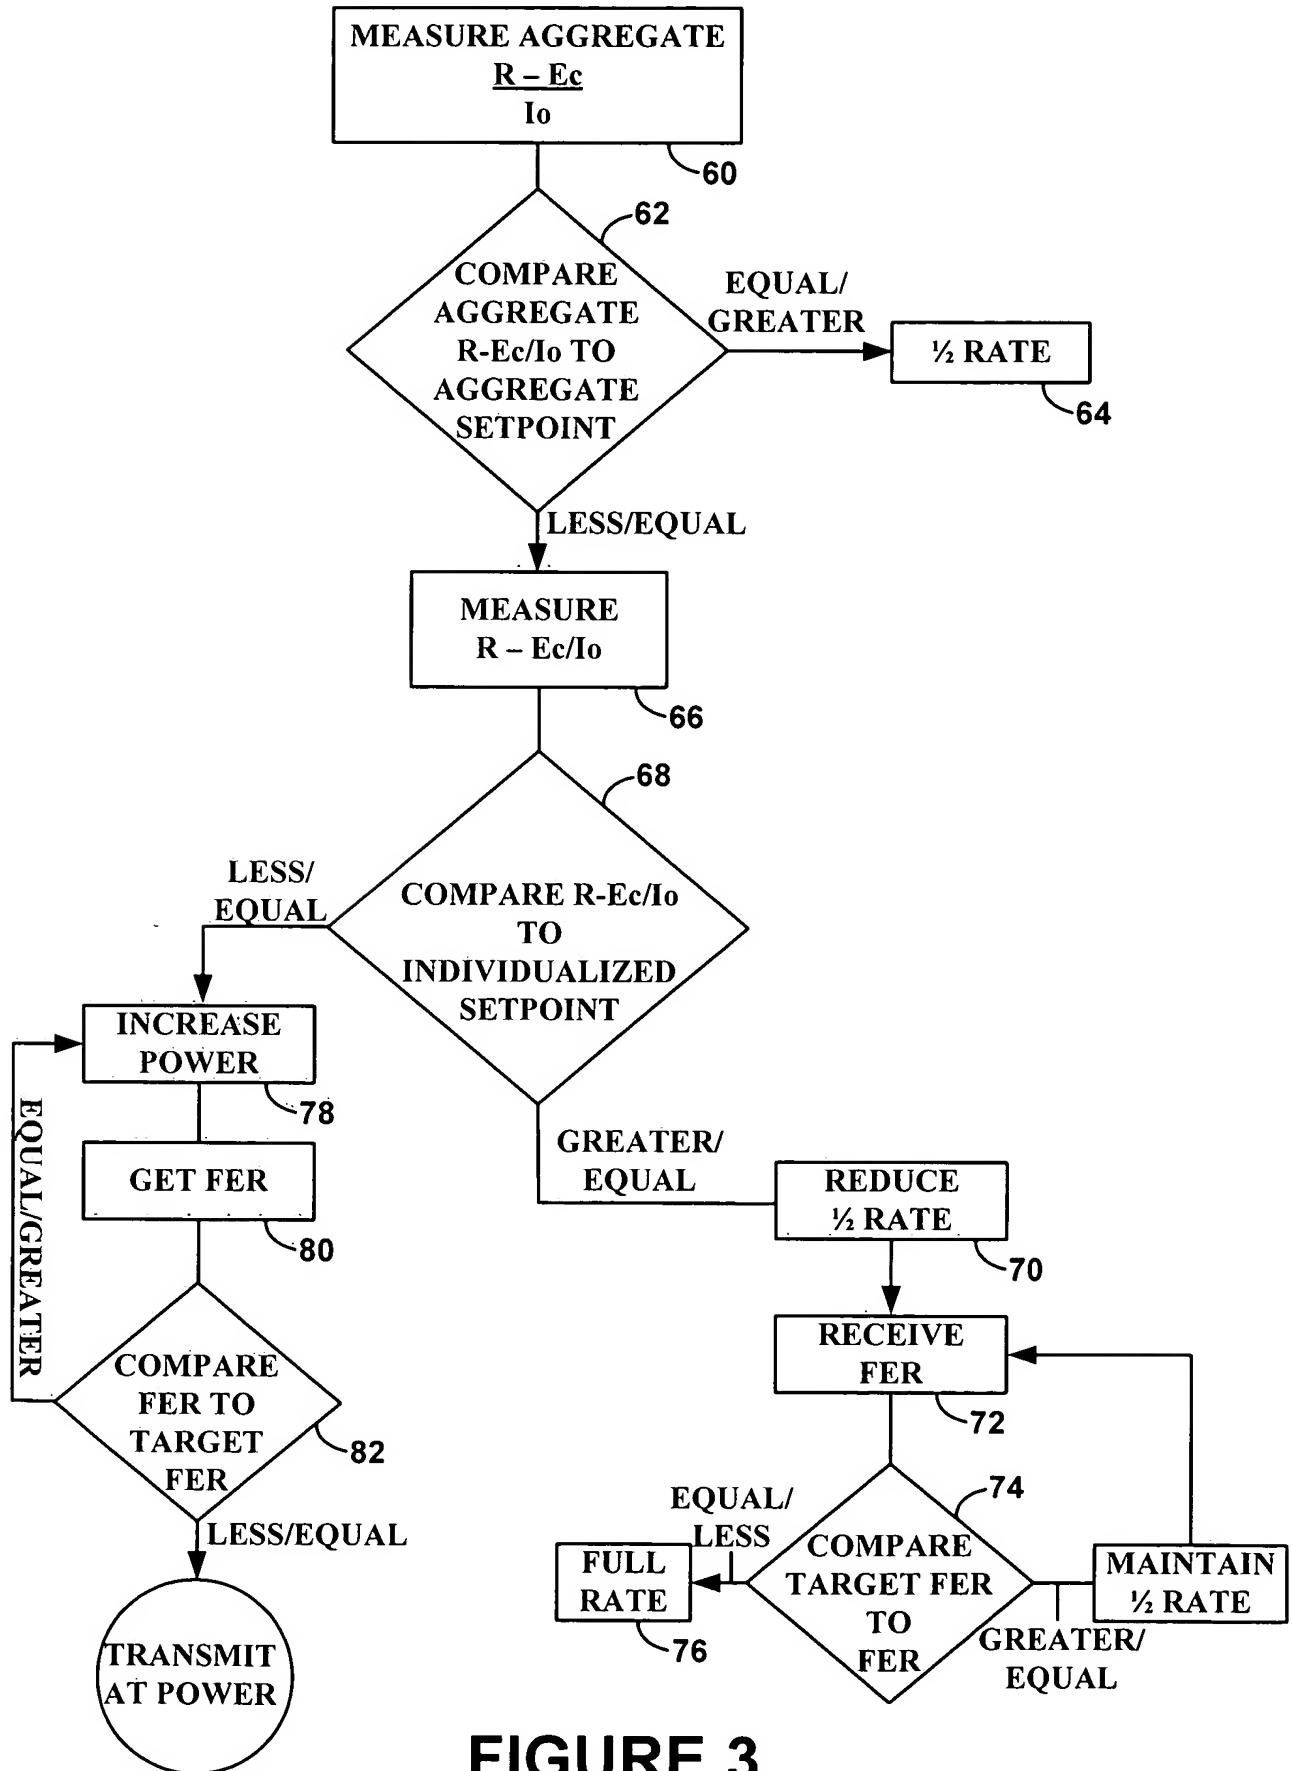 MEASURE AGGREGATE
R – Ec
Io
60
62
COMPARE
AGGREGATE
R-Ec/Io TO
AGGREGATE
SETPOINT
EQUAL/
GREATER
½ RATE
64
LESS/EQUAL
MEASURE
R – Ec/Io
66
68
COMPARE R-Ec/Io
TO
INDIVIDUALIZED
SETPOINT
LESS/
EQUAL
INCREASE
POWER
78
GET FER
80
EQUAL/GREATER
COMPARE
FER TO
TARGET
FER
82
LESS/EQUAL
TRANSMIT
AT POWER
GREATER/
EQUAL
REDUCE
½ RATE
70
RECEIVE
FER
72
74
COMPARE
TARGET FER
TO
FER
EQUAL/
LESS
FULL
RATE
76
GREATER/
EQUAL
MAINTAIN
½ RATE
FIGURE 3